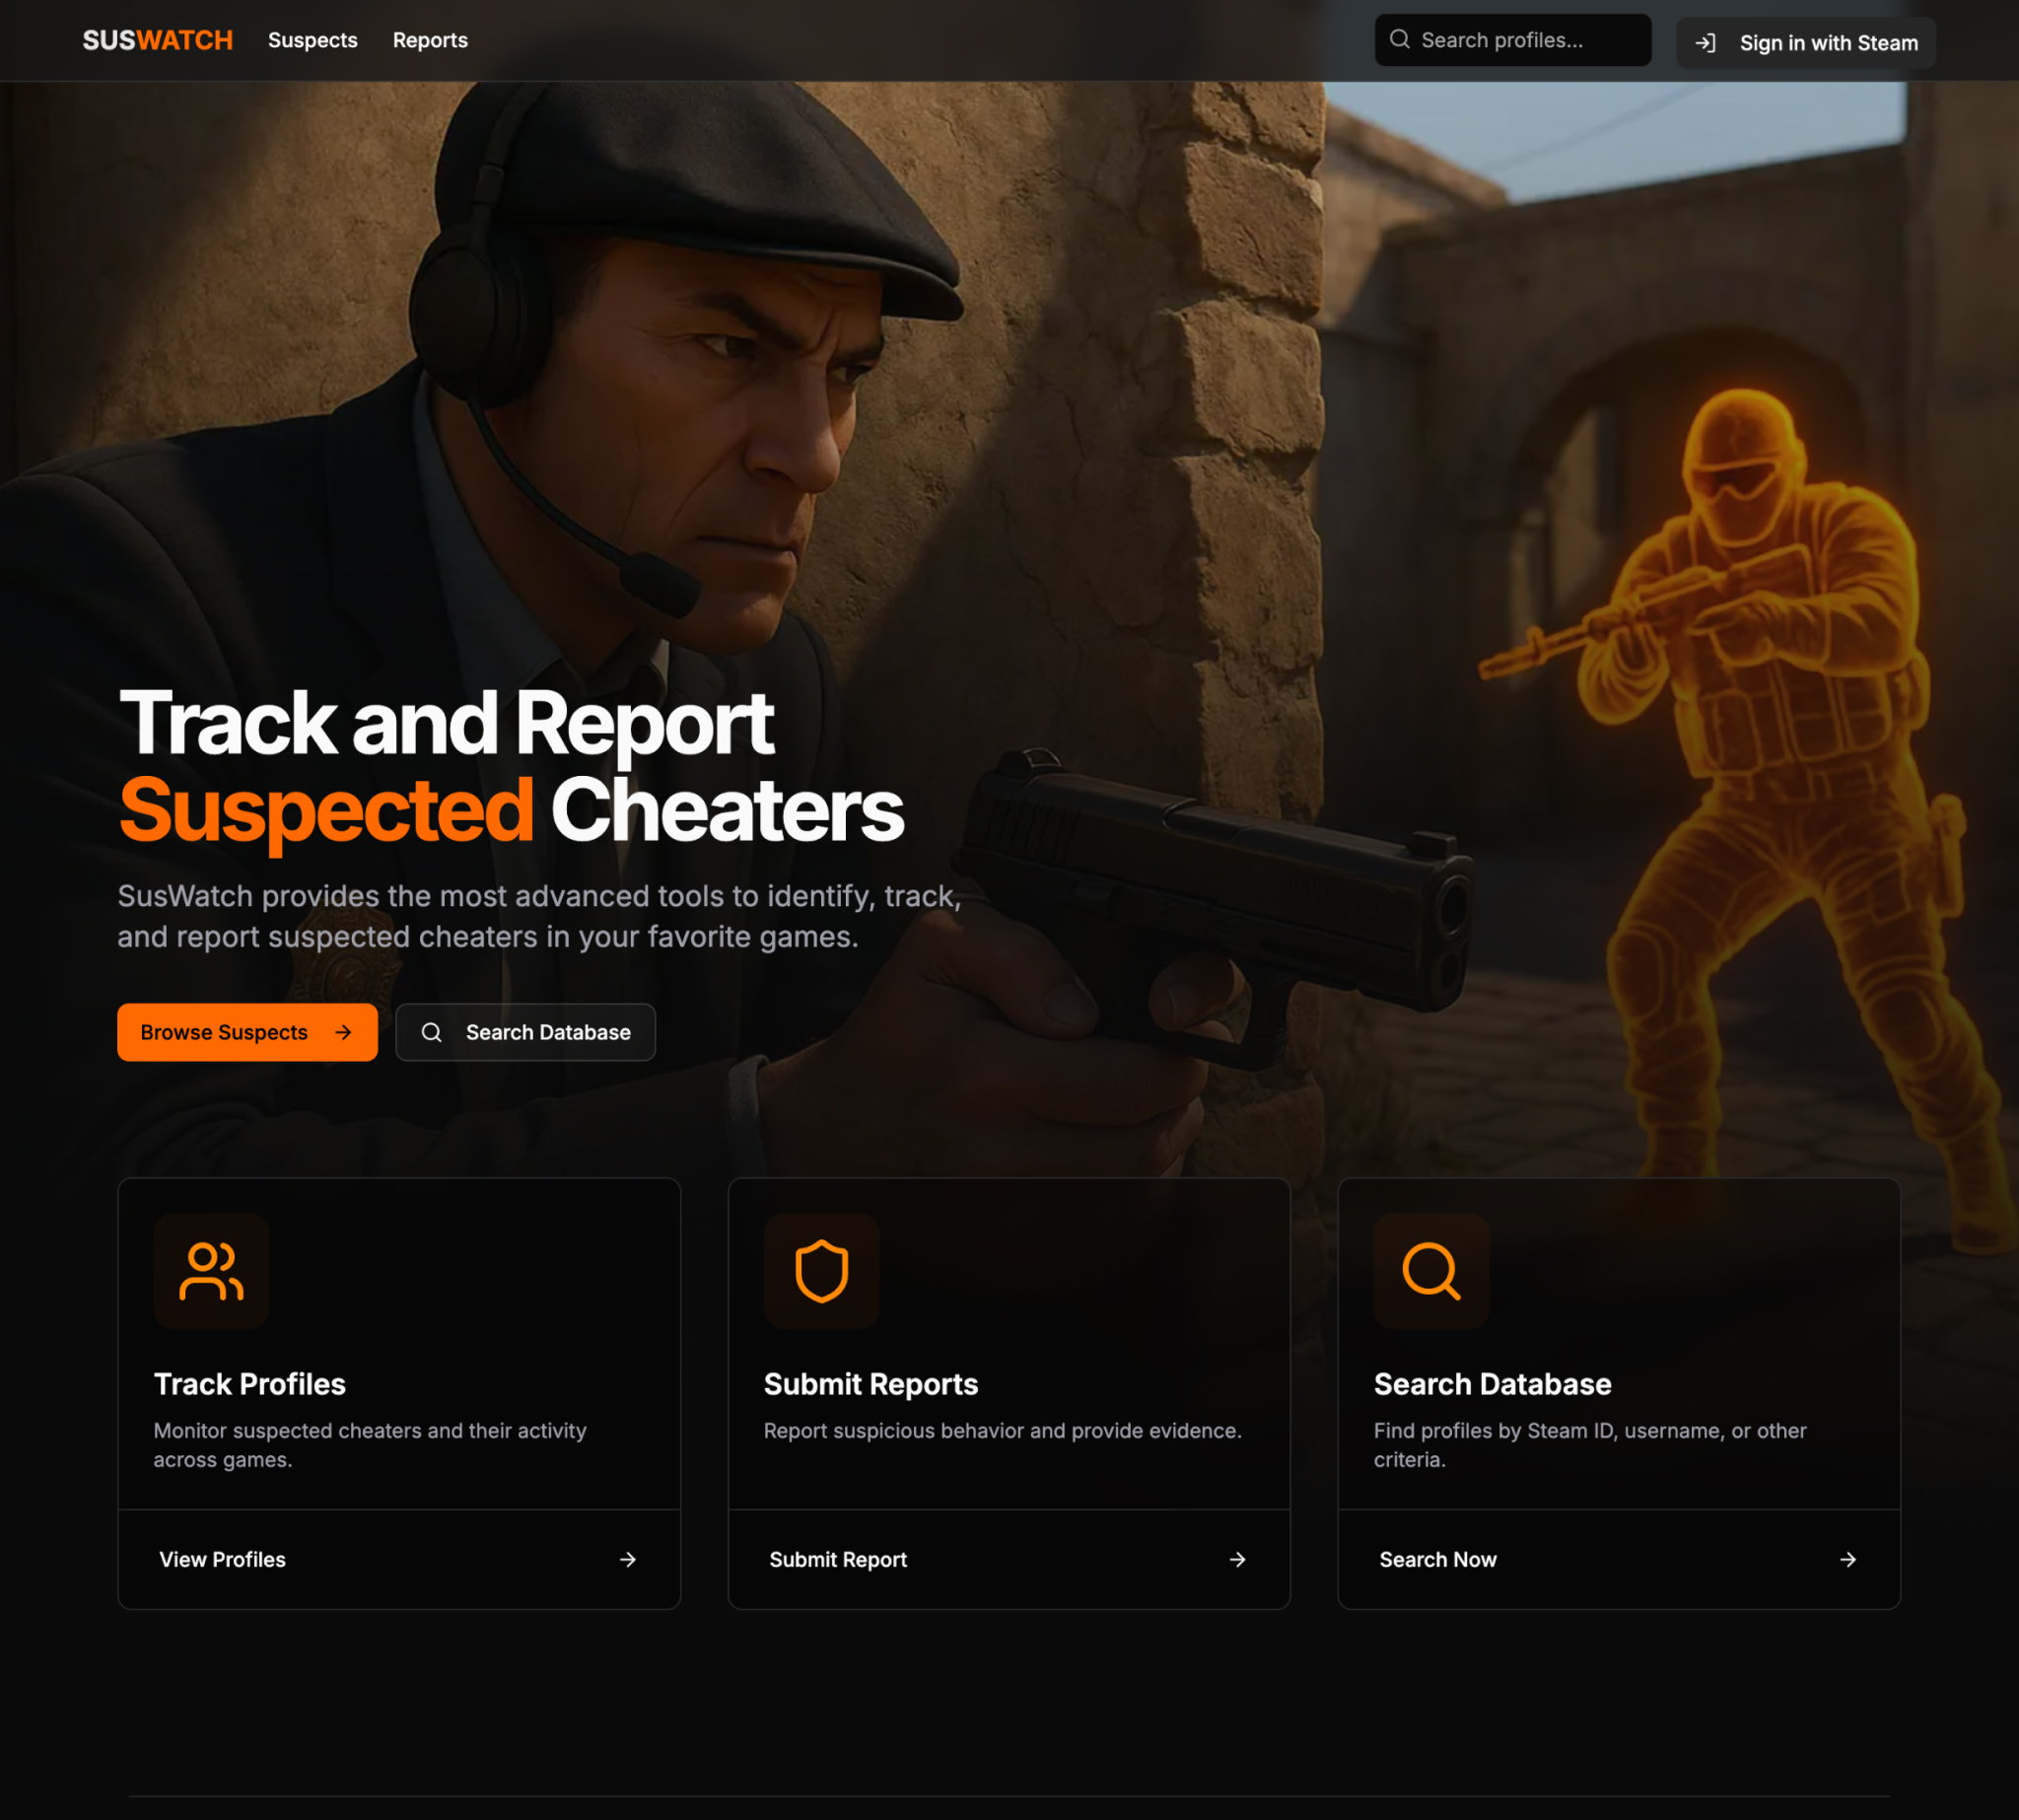 SUSWATCH Suspects Reports Search profiles... Sign in with Steam
Track and Report
Suspected Cheaters
SusWatch provides the most advanced tools to identify, track,
and report suspected cheaters in your favorite games.
Browse Suspects Search Database
Track Profiles
Monitor suspected cheaters and their activity
across games.
View Profiles
Submit Reports
Report suspicious behavior and provide evidence.
Submit Report
Search Database
Find profiles by Steam ID, username, or other
criteria.
Search Now